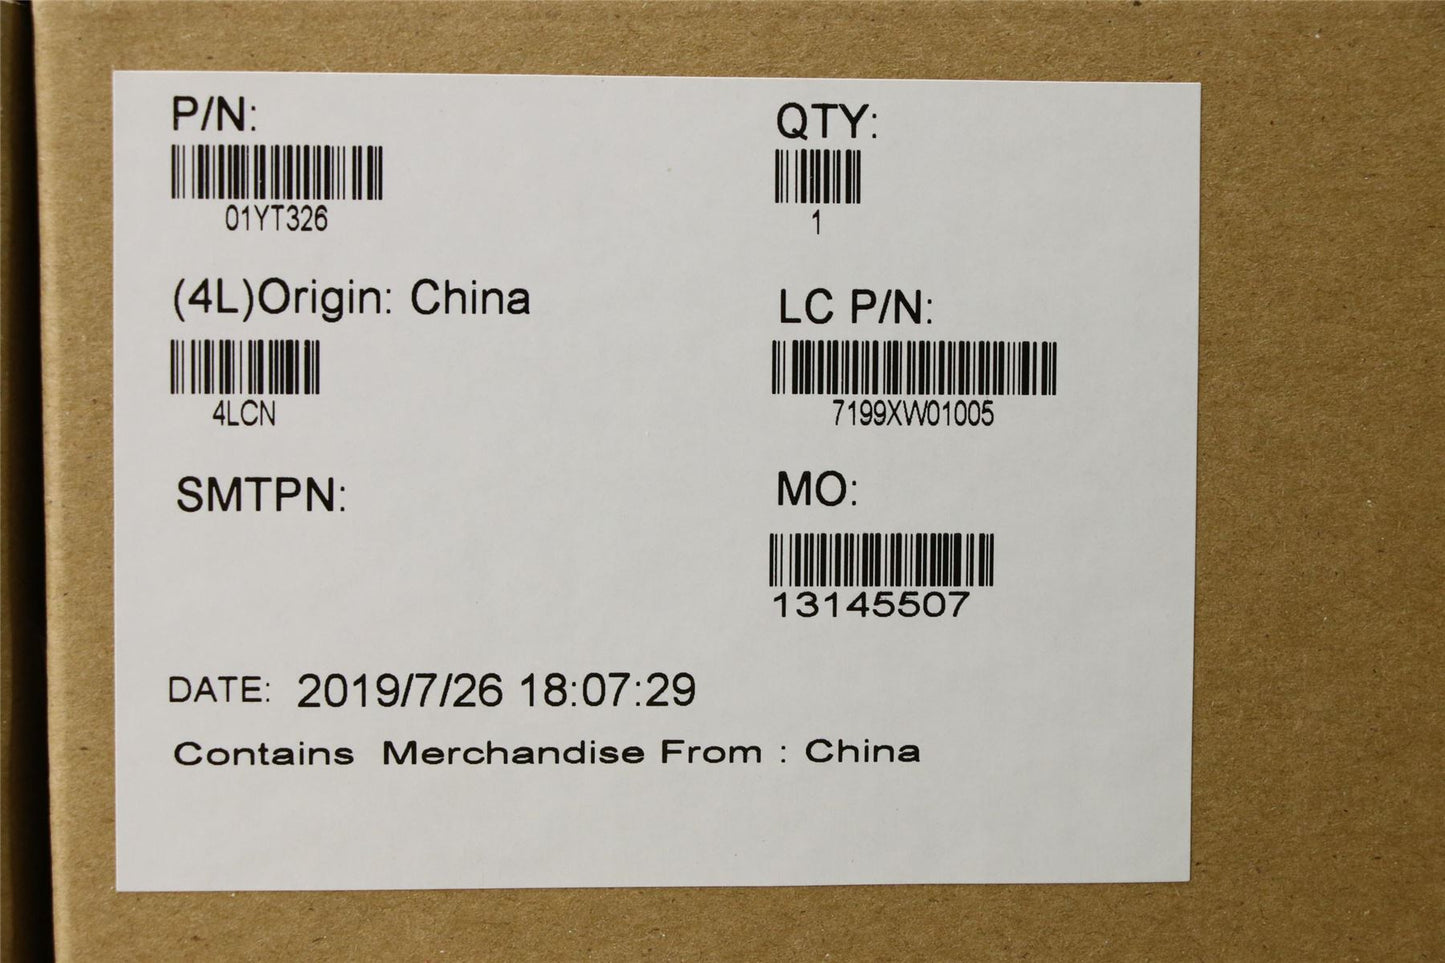 P/N:
01YT326
QTY:
1
(4L)Origin: China
4LCN
LC P/N:
7199XW01005
SMTPN:
MO:
13145507
DATE: 2019/7/26 18:07:29
Contains Merchandise From : China